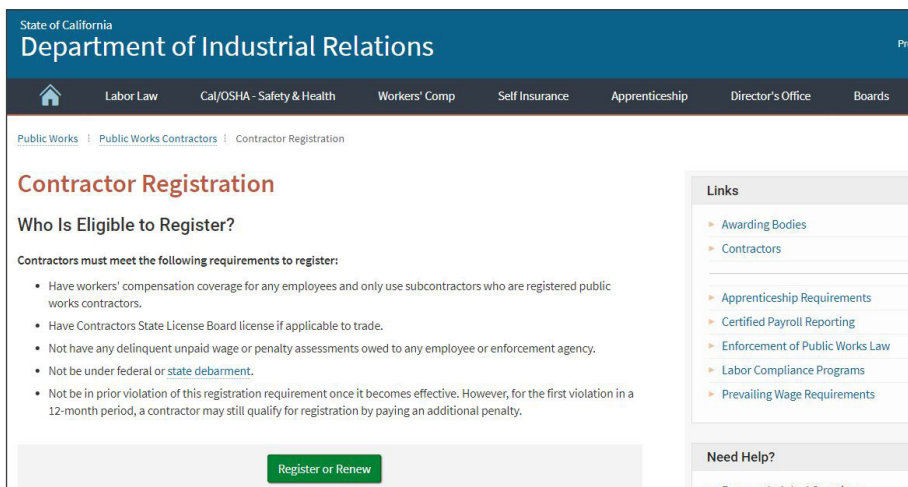 State of California
Department of Industrial Relations
Labor Law
Cal/OSHA - Safety & Health
Workers' Comp
Self Insurance
Apprenticeship
Director's Office
Boards
Public Works
Public Works Contractors
Contractor Registration
Contractor Registration
Who Is Eligible to Register?
Contractors must meet the following requirements to register:
• Have workers' compensation coverage for any employees and only use subcontractors who are registered public
works contractors.
• Have Contractors State License Board license if applicable to trade.
• Not have any delinquent unpaid wage or penalty assessments owed to any employee or enforcement agency.
• Not be under federal or state debarment.
• Not be in prior violation of this registration requirement once it becomes effective. However, for the first violation in a
12-month period, a contractor may still qualify for registration by paying an additional penalty.
Register or Renew
Links
Awarding Bodies
Contractors
Apprenticeship Requirements
Certified Payroll Reporting
Enforcement of Public Works Law
Labor Compliance Programs
Prevailing Wage Requirements
Need Help?